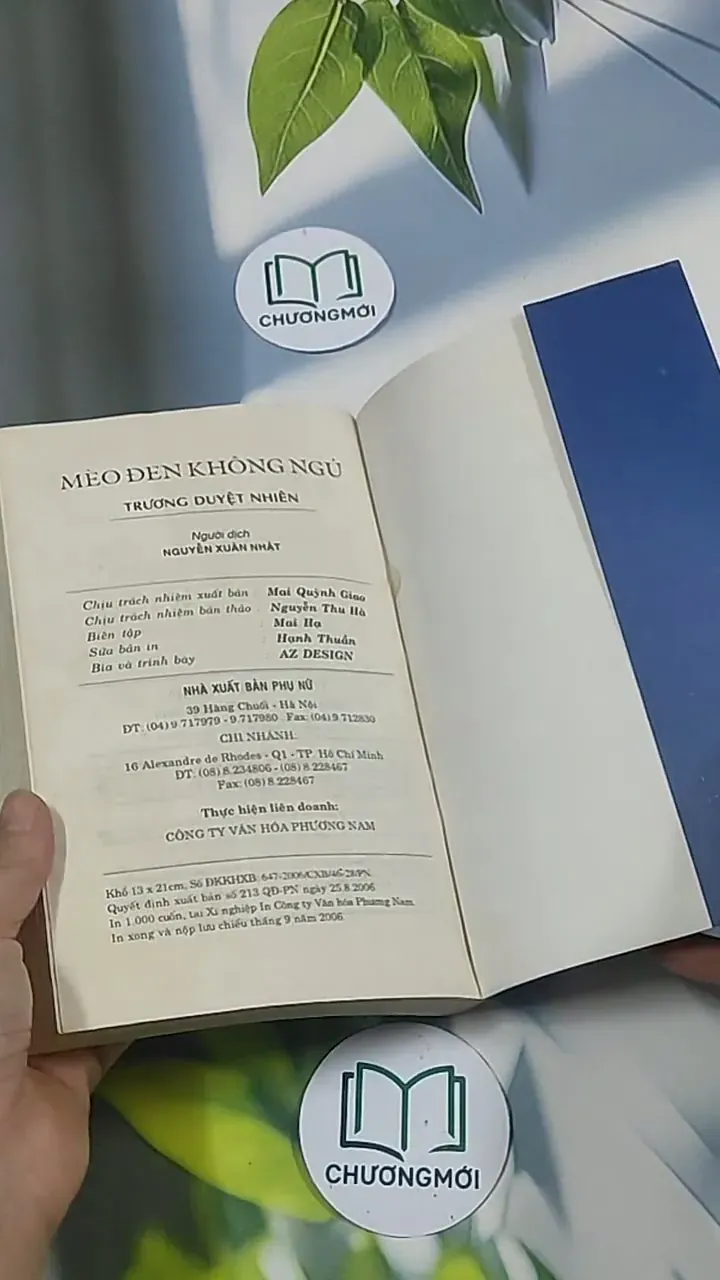 CHƯƠNGMỚI
MÈO ĐEN KHÔNG NGỦ
TRƯƠNG DUYỆT NHIÊN
Người dịch
NGUYỄN XUÂN NHẬT
Chịu trách nhiệm xuất bản Mai Quỳnh Giao
Chịu trách nhiệm bản thảo : Nguyễn Thu Hà
Biên tập : Mai Hạ
Sửa bản in Hạnh Thuần
Bìa và trình bày AZ DESIGN
NHÀ XUẤT BẢN PHỤ NỮ
39 Hàng Chuối - Hà Nội
ĐT: (04) 9 717979 - 9.717980 Fax: (04) 9 712830
CHI NHÁNH:
16 Alexandre de Rhodes - Q1 - TP. Hồ Chí Minh
ĐT: (08) 8.234806 - (08) 8.228467
Fax: (08) 8.228467
Thực hiện liên doanh:
CÔNG TY VĂN HÓA PHƯƠNG NAM
Khổ 13 x 21cm, Số ĐKKHXB: 647-2006/CXB/46-28/PN.
Quyết định xuất bản số 213 QĐ-PN ngày 25.8.2006
In 1.000 cuốn, tại Xí nghiệp In Công ty Văn hóa Phương Nam.
In xong và nộp lưu chiểu tháng 9 năm 2006.
CHƯƠNGMỚI